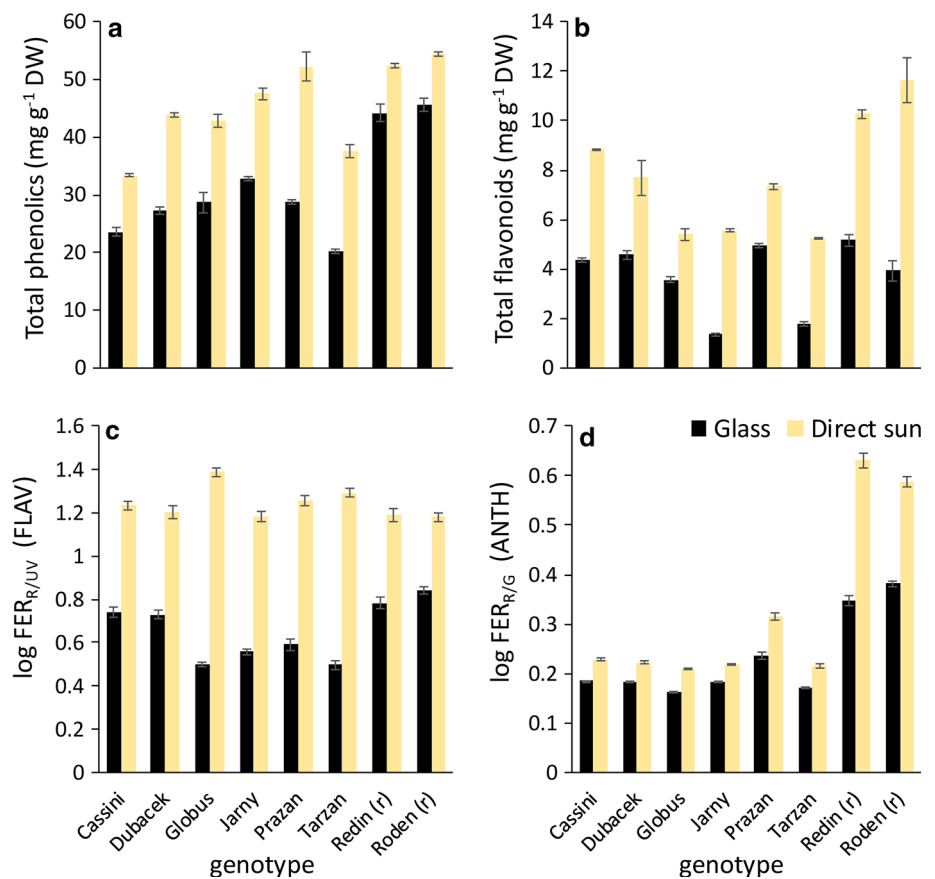 a
Total phenolics (mg g⁻¹ DW)
60
50
40
30
20
10
0
b
Total flavonoids (mg g⁻¹ DW)
14
12
10
8
6
4
2
0
c
log FER_R/UV (FLAV)
1.6
1.4
1.2
1
0.8
0.6
0.4
0.2
0
Cassini
Dubacek
Globus
Jarny
Prazan
Tarzan
Redin (r)
Roden (r)
genotype
d
Glass Direct sun
log FER_R/G (ANTH)
0.7
0.6
0.5
0.4
0.3
0.2
0.1
0
Cassini
Dubacek
Globus
Jarny
Prazan
Tarzan
Redin (r)
Roden (r)
genotype